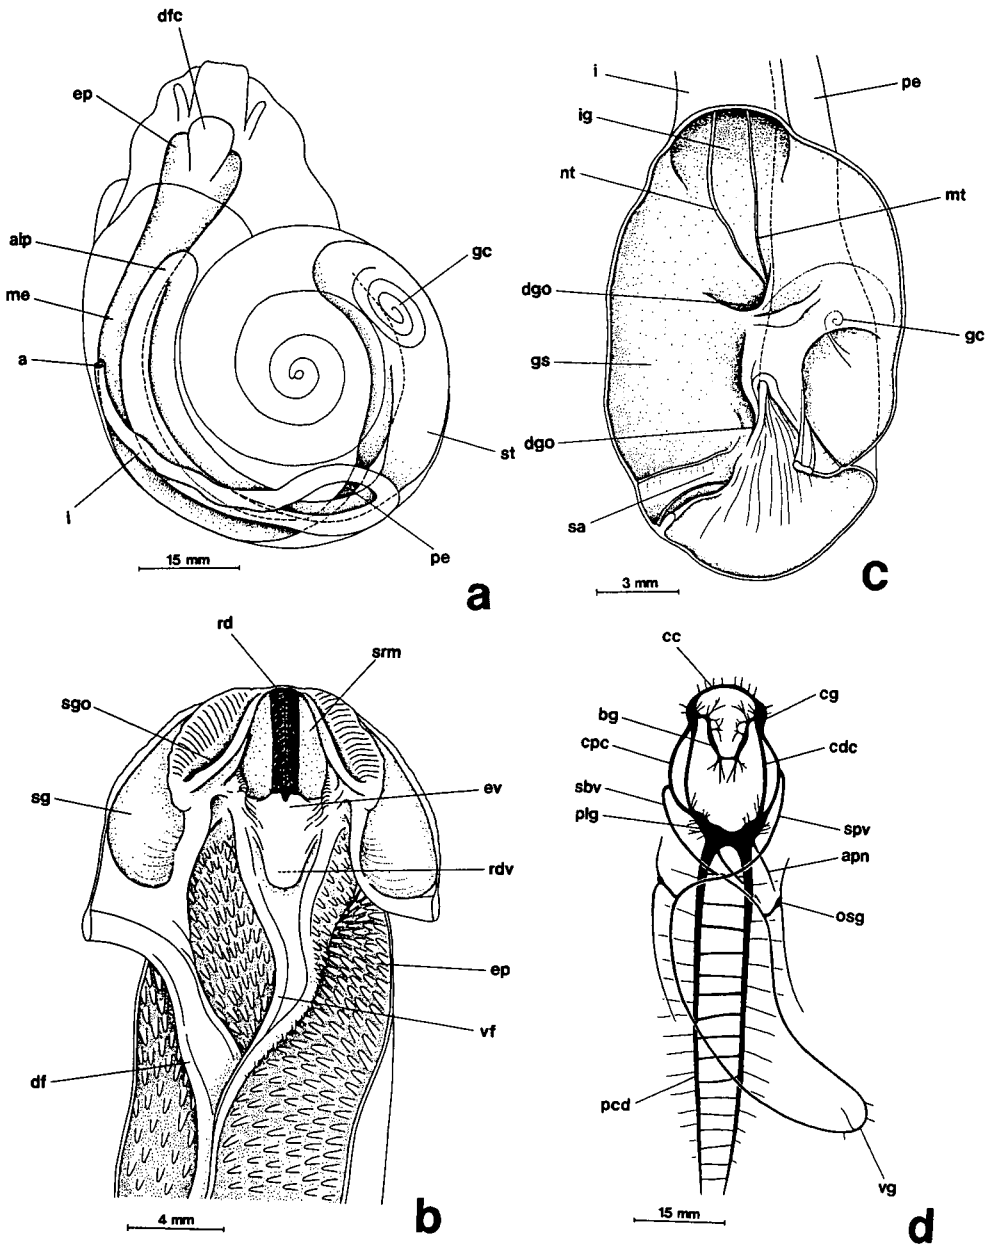 dfc
ep
alp
me
a
i
gc
st
pe
15 mm
a
i
ig
nt
dgo
gs
dgo
sa
pe
mt
gc
3 mm
c
rd
srm
sgo
sg
ev
rdv
ep
vf
df
4 mm
b
cc
cg
bg
cpc
cdc
sbv
plg
spv
apn
osg
pcd
vg
15 mm
d